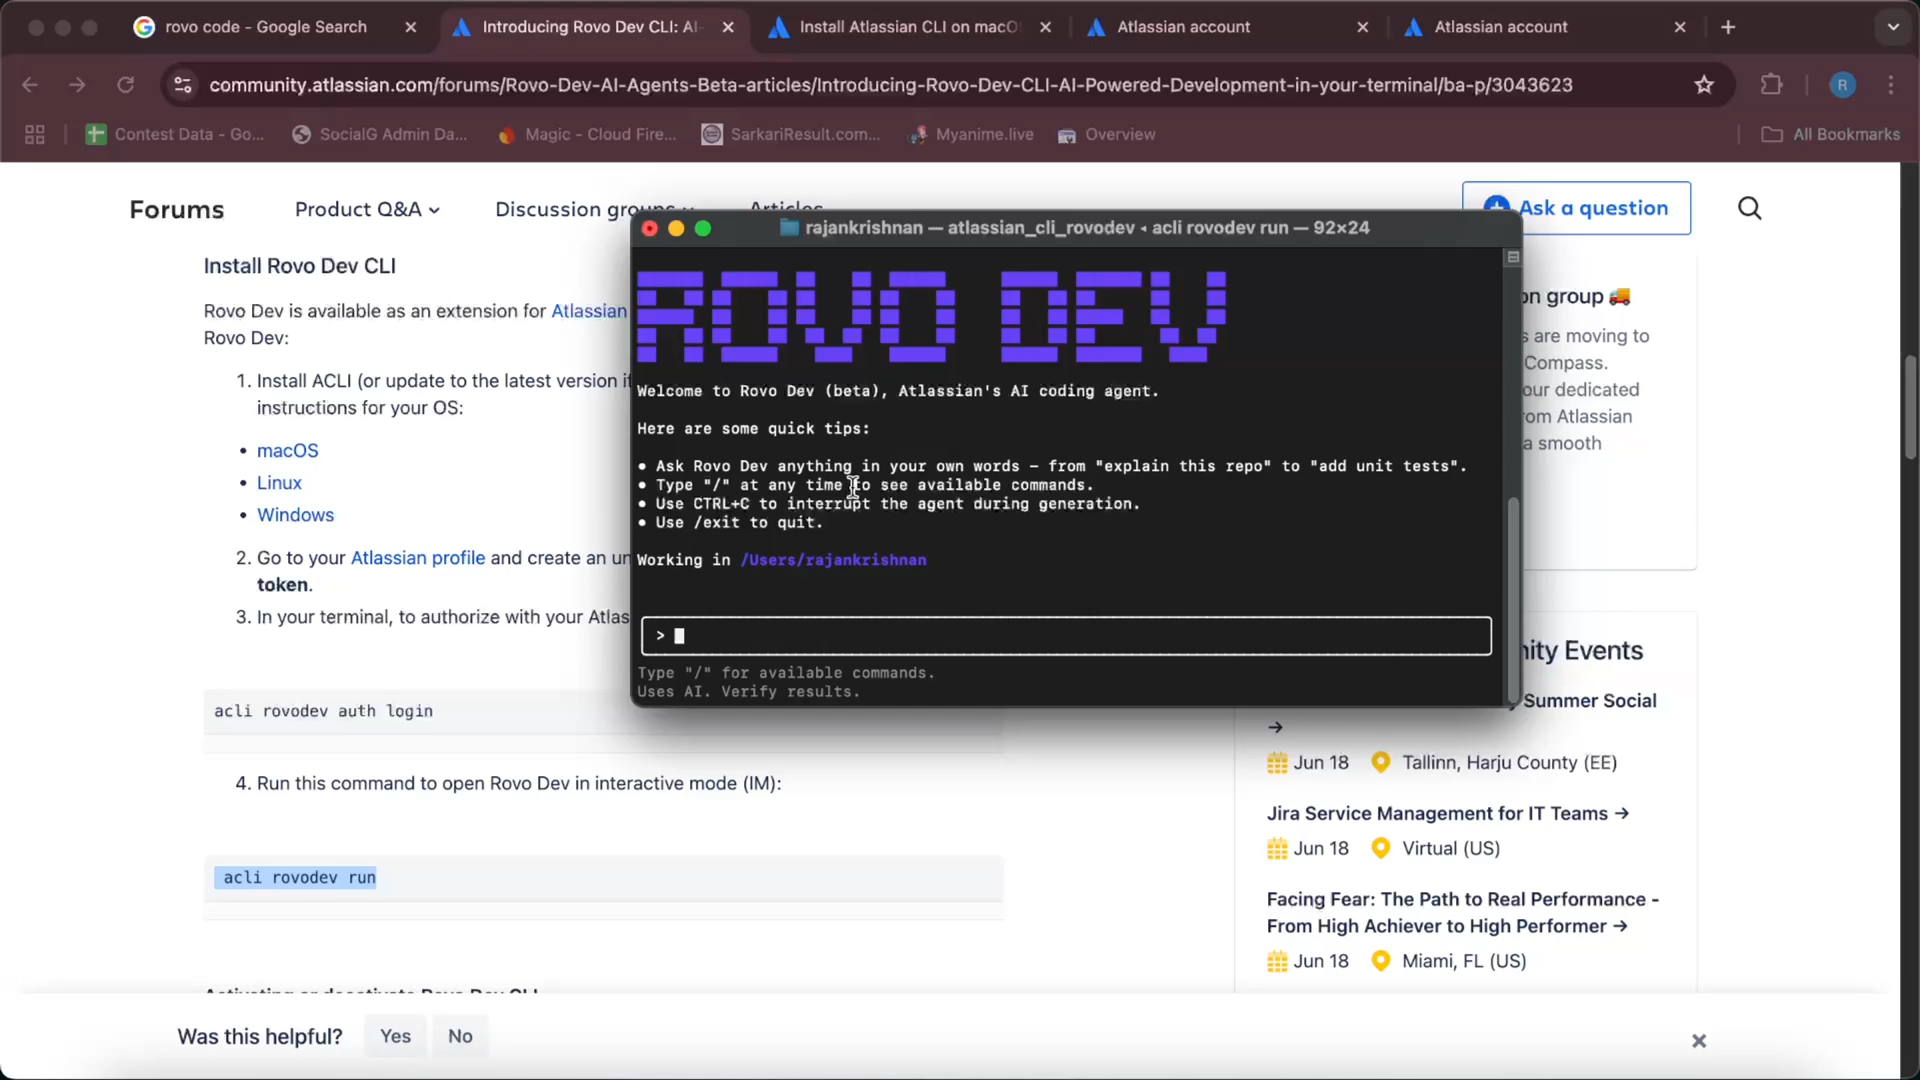 rovo code - Google Search
Introducing Rovo Dev CLI: AI-
Install Atlassian CLI on macO
Atlassian account
Atlassian account
community.atlassian.com/forums/Rovo-Dev-AI-Agents-Beta-articles/Introducing-Rovo-Dev-CLI-AI-Powered-Development-in-your-terminal/ba-p/3043623
R
Contest Data - Go...
SocialG Admin Da...
Magic - Cloud Fire...
SarkariResult.com...
Myanime.live
Overview
All Bookmarks
Forums
Product Q&A
Discussion groups
Articles
Ask a question
Install Rovo Dev CLI
Rovo Dev is available as an extension for Atlassian
Rovo Dev:
1. Install ACLI (or update to the latest version i
instructions for your OS:
• macOS
• Linux
• Windows
2. Go to your Atlassian profile and create an un
token.
3. In your terminal, to authorize with your Atlas
acli rovodev auth login
4. Run this command to open Rovo Dev in interactive mode (IM):
acli rovodev run
Was this helpful?
Yes
No
rajankrishnan — atlassian_cli_rovodev ◂ acli rovodev run — 92×24
ROVO DEV
Welcome to Rovo Dev (beta), Atlassian's AI coding agent.
Here are some quick tips:
• Ask Rovo Dev anything in your own words – from "explain this repo" to "add unit tests".
• Type "/" at any time to see available commands.
• Use CTRL+C to interrupt the agent during generation.
• Use /exit to quit.
Working in /Users/rajankrishnan
>
Type "/" for available commands.
Uses AI. Verify results.
on group
s are moving to
Compass.
our dedicated
om Atlassian
a smooth
nity Events
Summer Social
→
Jun 18 Tallinn, Harju County (EE)
Jira Service Management for IT Teams →
Jun 18 Virtual (US)
Facing Fear: The Path to Real Performance -
From High Achiever to High Performer →
Jun 18 Miami, FL (US)